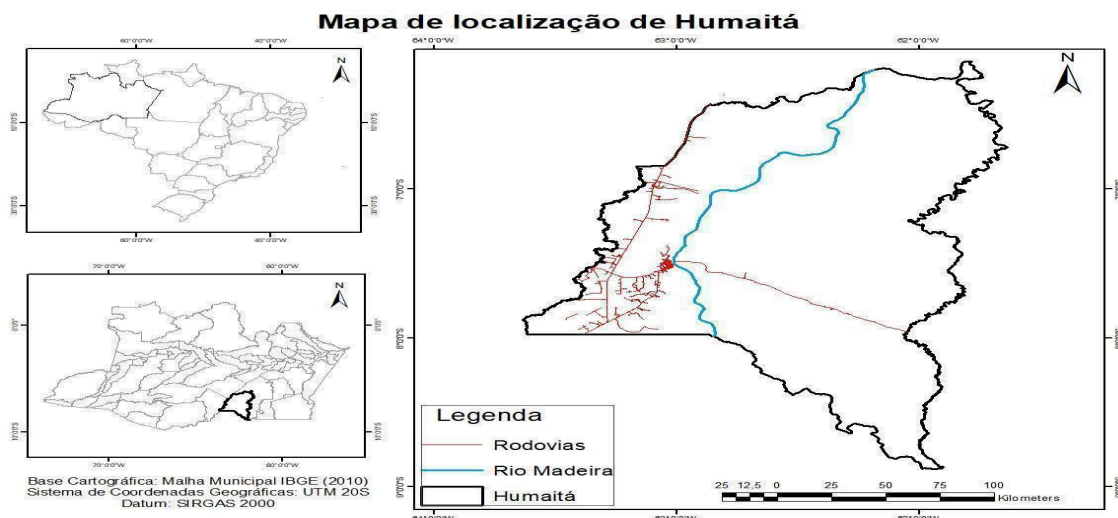 Mapa de localização de Humaitá
60°0'0"W 40°0'0"W
N
60°0'0"W 40°0'0"W
70°0'0"W 60°0'0"W
N
0°0'0"
70°0'0"W 60°0'0"W
Base Cartográfica: Malha Municipal IBGE (2010)
Sistema de Coordenadas Geográficas: UTM 20S
Datum: SIRGAS 2000
64°0'0"W 63°0'0"W 62°0'0"W
N
7°0'0"S
8°0'0"S
9°0'0"S
Legenda
Rodovias
Rio Madeira
Humaitá
25 12,5 0 25 50 75 100
Kilometers